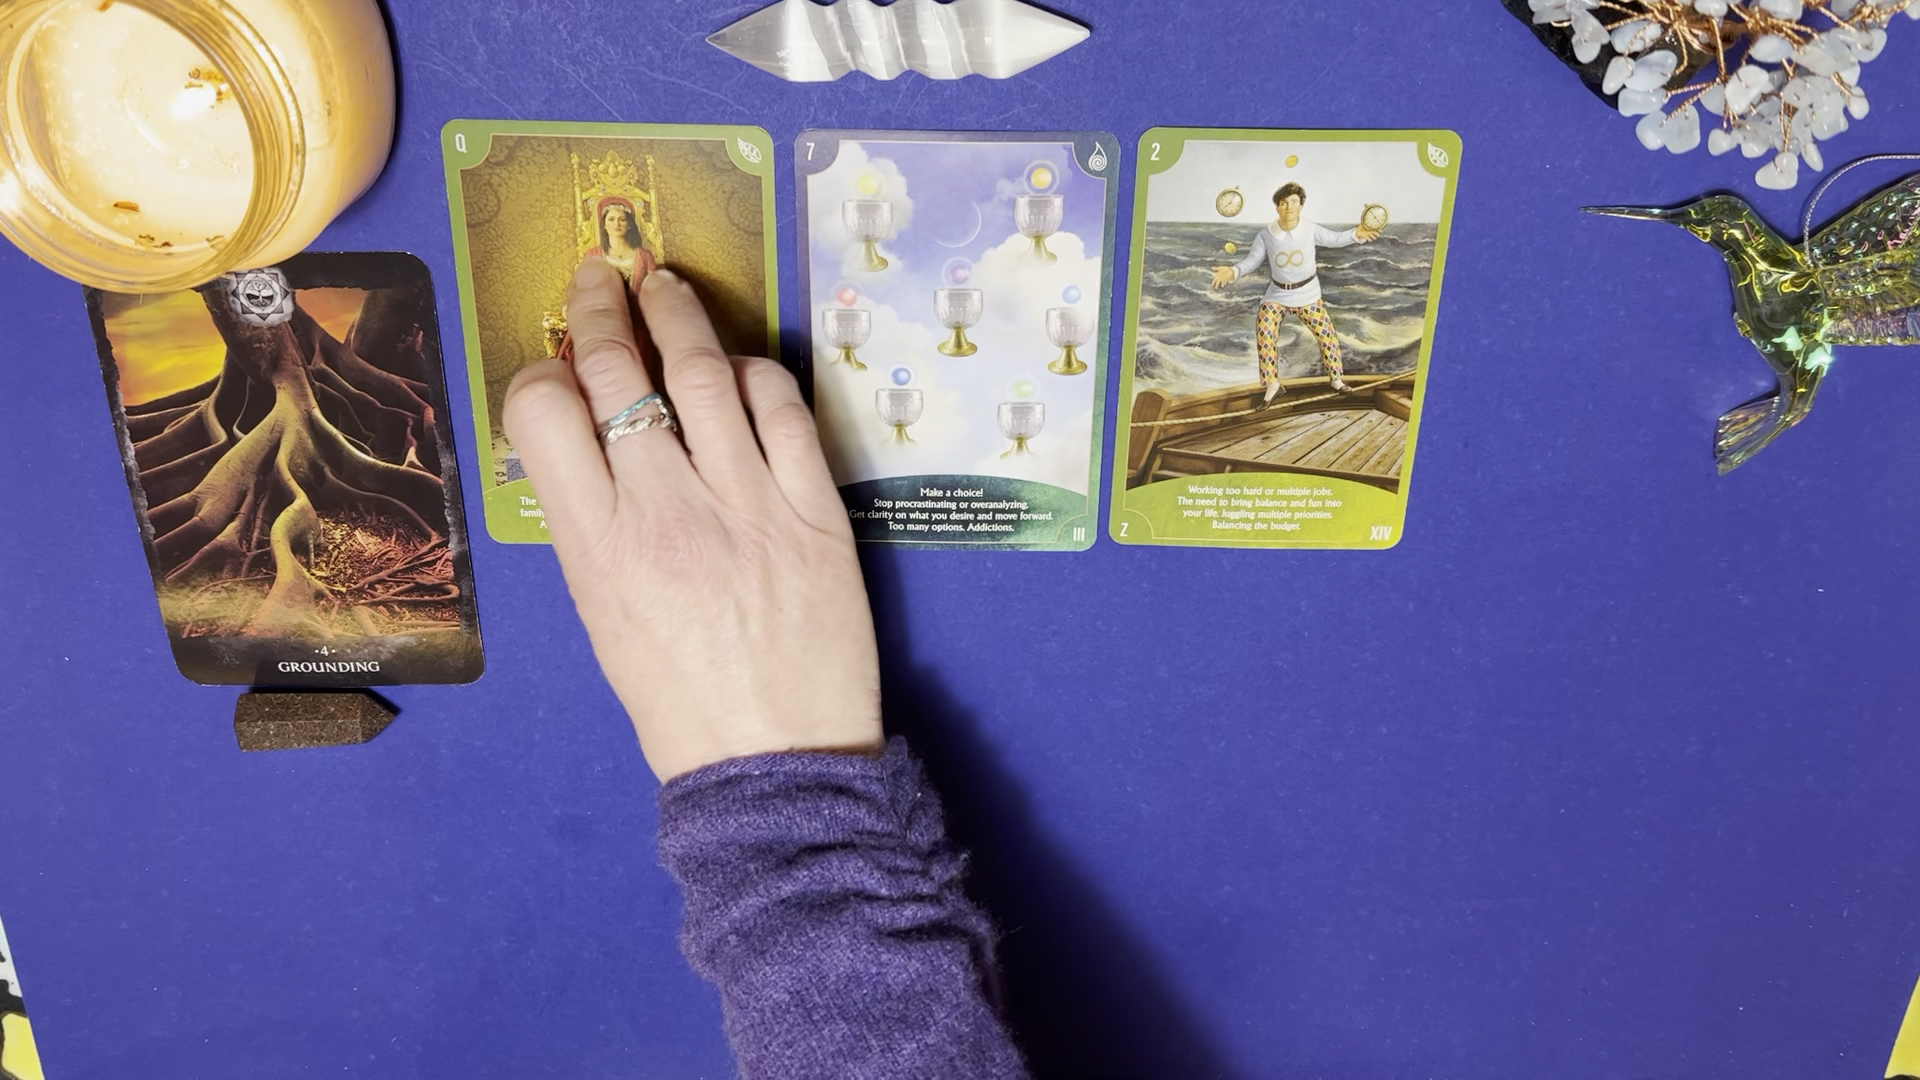 ·4·
GROUNDING
Q
The
family
A
7
Make a choice!
Stop procrastinating or overanalyzing.
Get clarity on what you desire and move forward.
Too many options. Addictions.
III
2
Working too hard or multiple jobs.
The need to bring balance and fun into
your life. Juggling multiple priorities.
Balancing the budget.
Z
XIV